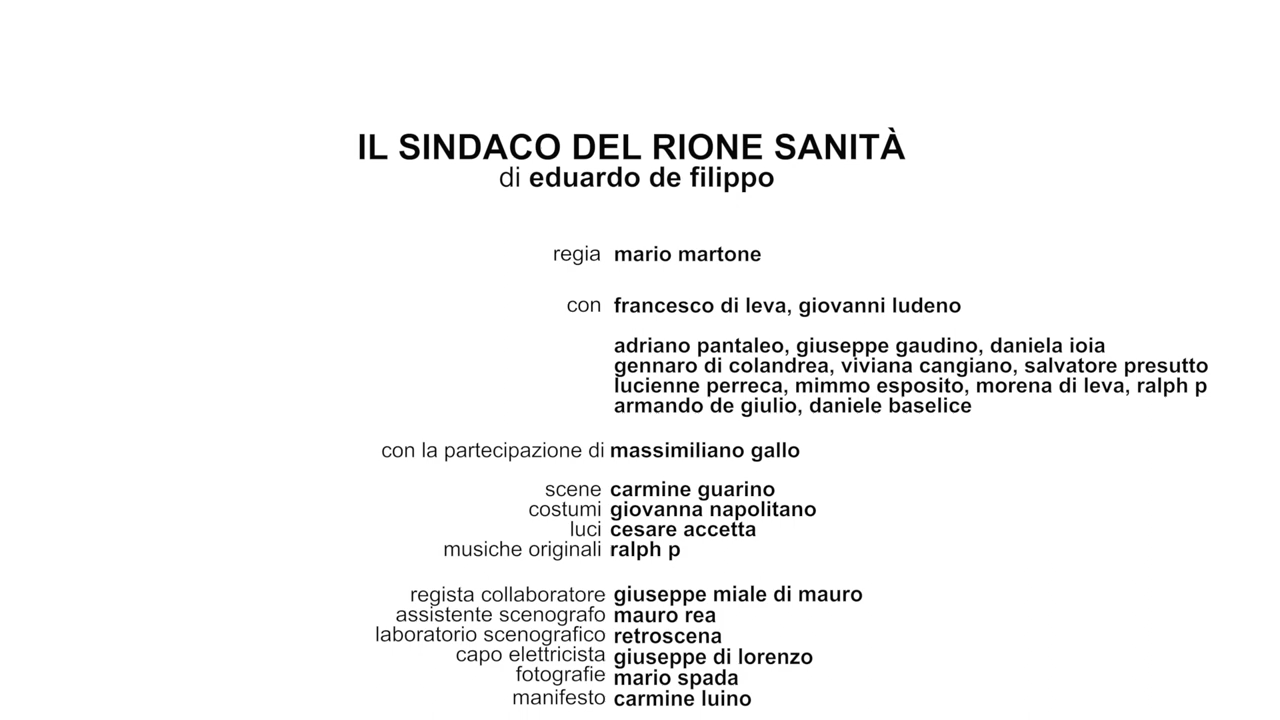 IL SINDACO DEL RIONE SANITÀ
di eduardo de filippo
regia mario martone
con francesco di leva, giovanni ludeno
adriano pantaleo, giuseppe gaudino, daniela ioia
gennaro di colandrea, viviana cangiano, salvatore presutto
lucienne perreca, mimmo esposito, morena di leva, ralph p
armando de giulio, daniele baselice
con la partecipazione di massimiliano gallo
scene carmine guarino
costumi giovanna napolitano
luci cesare accetta
musiche originali ralph p
regista collaboratore giuseppe miale di mauro
assistente scenografo mauro rea
laboratorio scenografico retroscena
capo elettricista giuseppe di lorenzo
fotografie mario spada
manifesto carmine luino